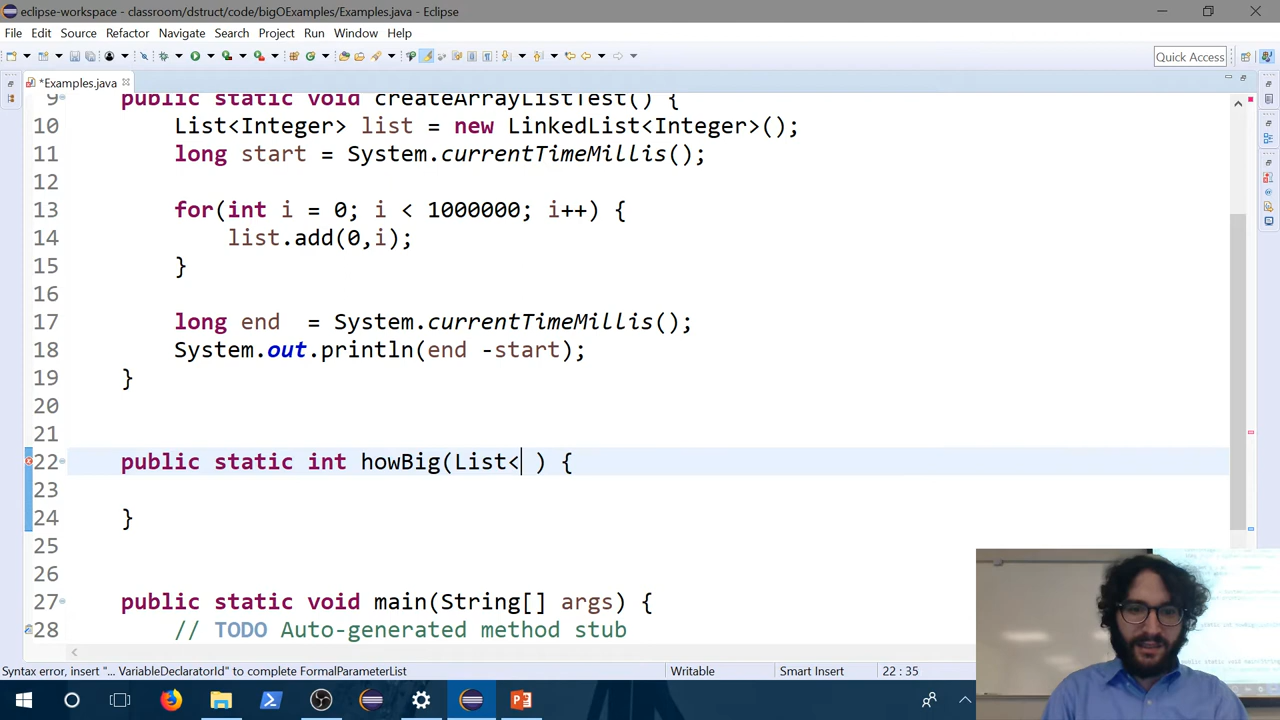 eclipse-workspace - classroom/dstruct/code/bigOExamples/Examples.java - Eclipse
File Edit Source Refactor Navigate Search Project Run Window Help
Quick Access
*Examples.java
9 public static void createArrayListTest() {
10 List<Integer> list = new LinkedList<Integer>();
11 long start = System.currentTimeMillis();
12
13 for(int i = 0; i < 1000000; i++) {
14 list.add(0,i);
15 }
16
17 long end  = System.currentTimeMillis();
18 System.out.println(end -start);
19 }
20
21
22 public static int howBig(List< ) {
23
24 }
25
26
27 public static void main(String[] args) {
28 // TODO Auto-generated method stub
Syntax error, insert "... VariableDeclaratorId" to complete FormalParameterList Writable Smart Insert 22 : 35